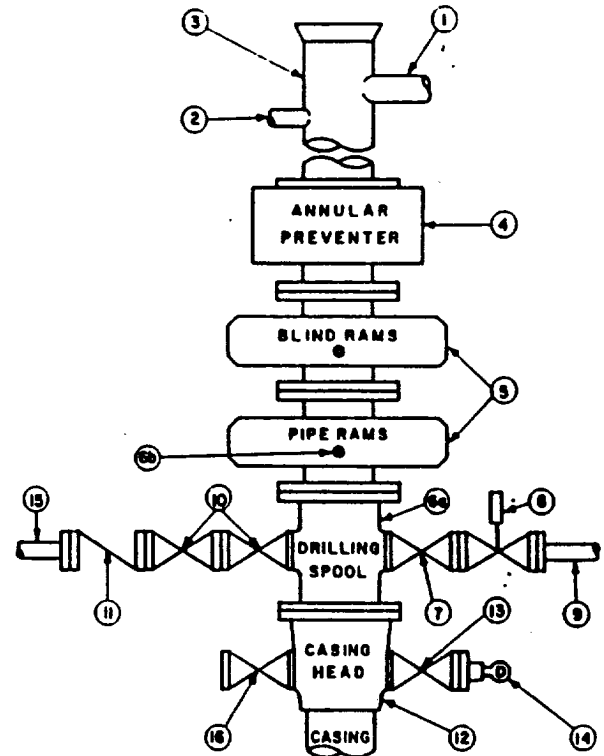 3
1
2
ANNULAR
PREVENTER
4
BLIND RAMS
5
PIPE RAMS
6b
15
10
6a
8
DRILLING
SPOOL
11
7
13
9
CASING
HEAD
D
16
12
14
CASING